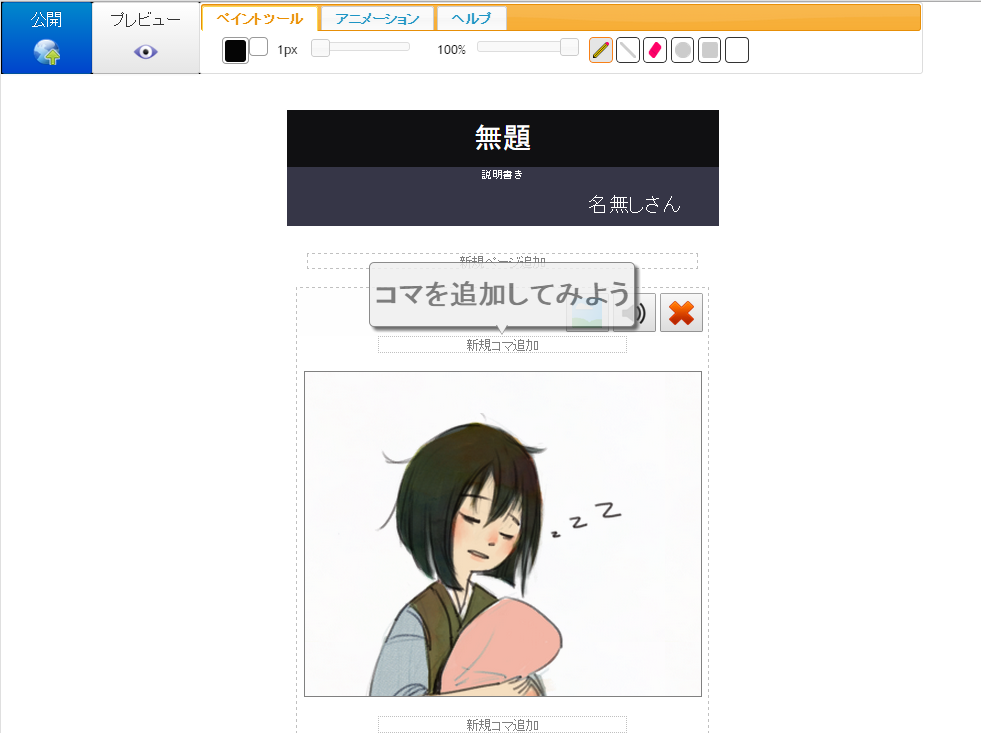 公開
プレビュー
ペイントツール
アニメーション
ヘルプ
1px
100%
無題
説明書き
名無しさん
新規ページ追加
コマを追加してみよう
新規コマ追加
z z z
新規コマ追加